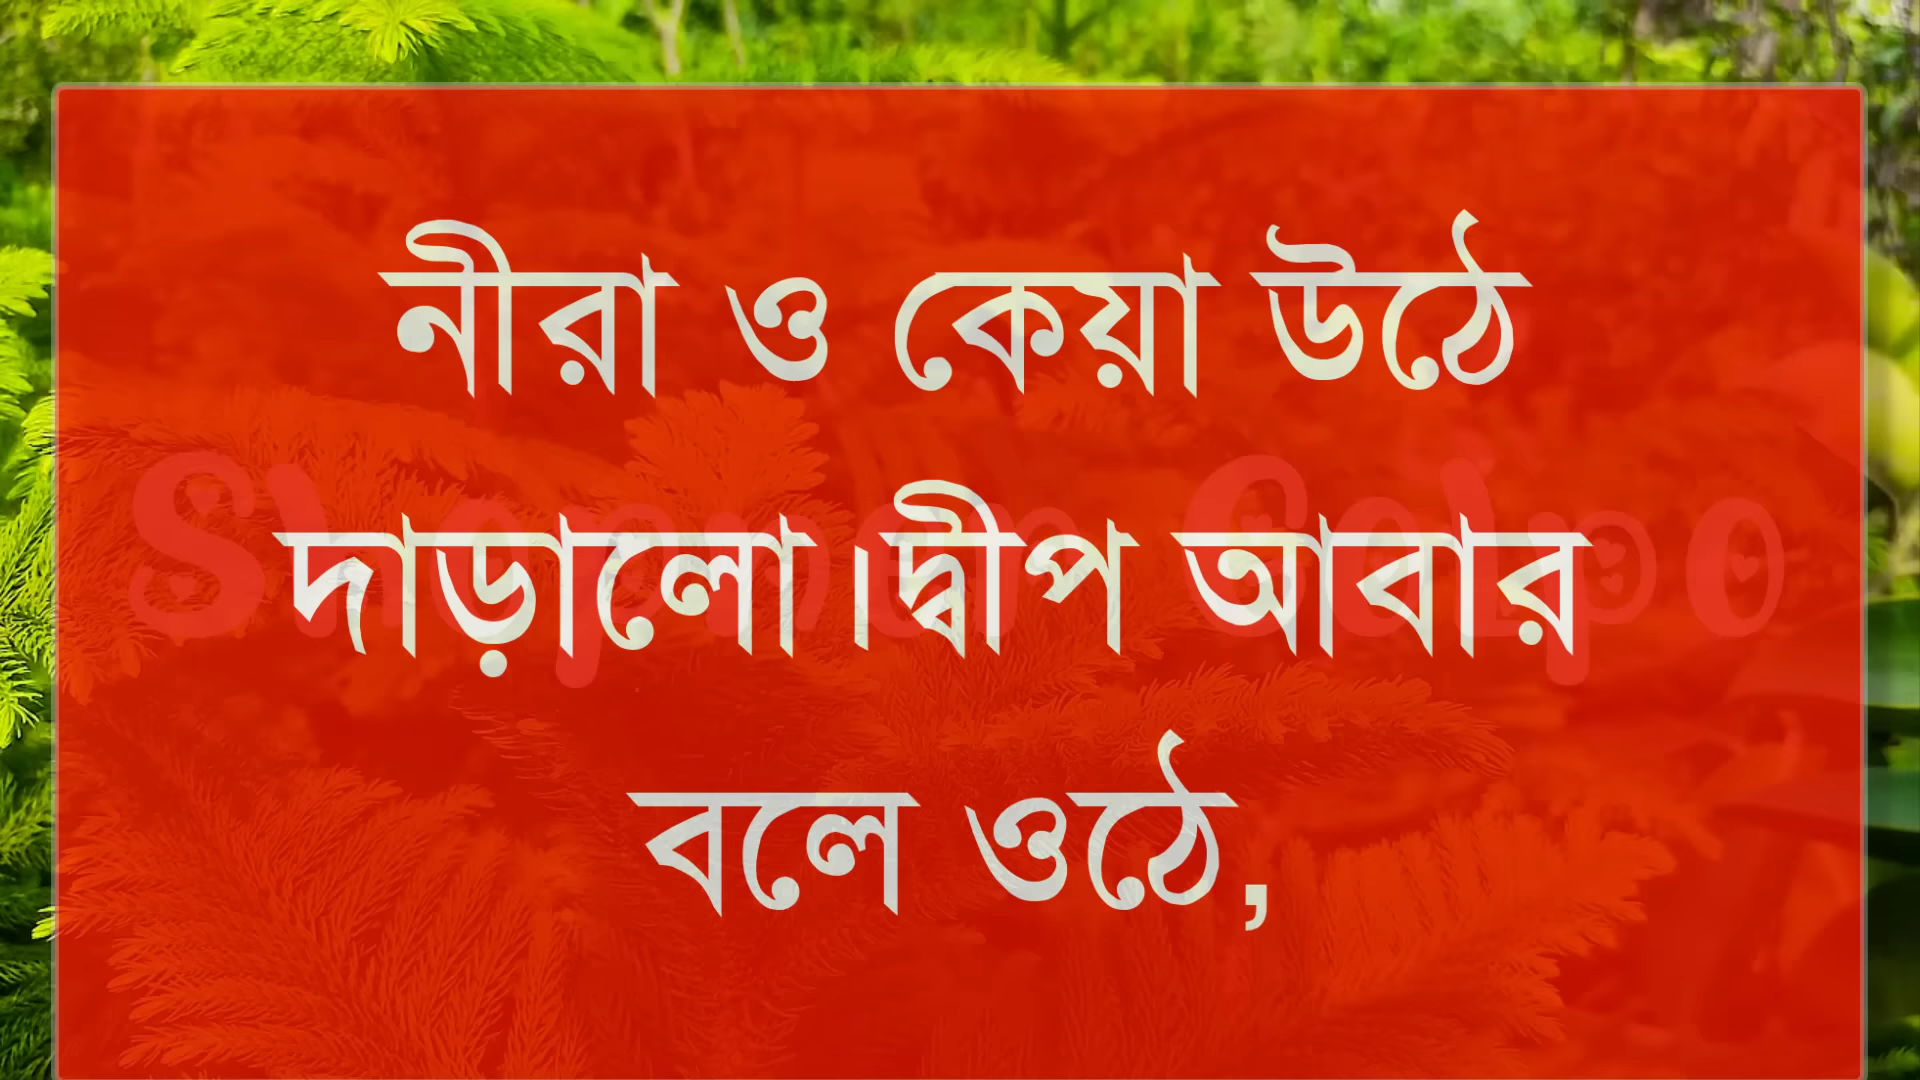 নীরা ও কেয়া উঠে
দাড়ালো।দ্বীপ আবার
বলে ওঠে,